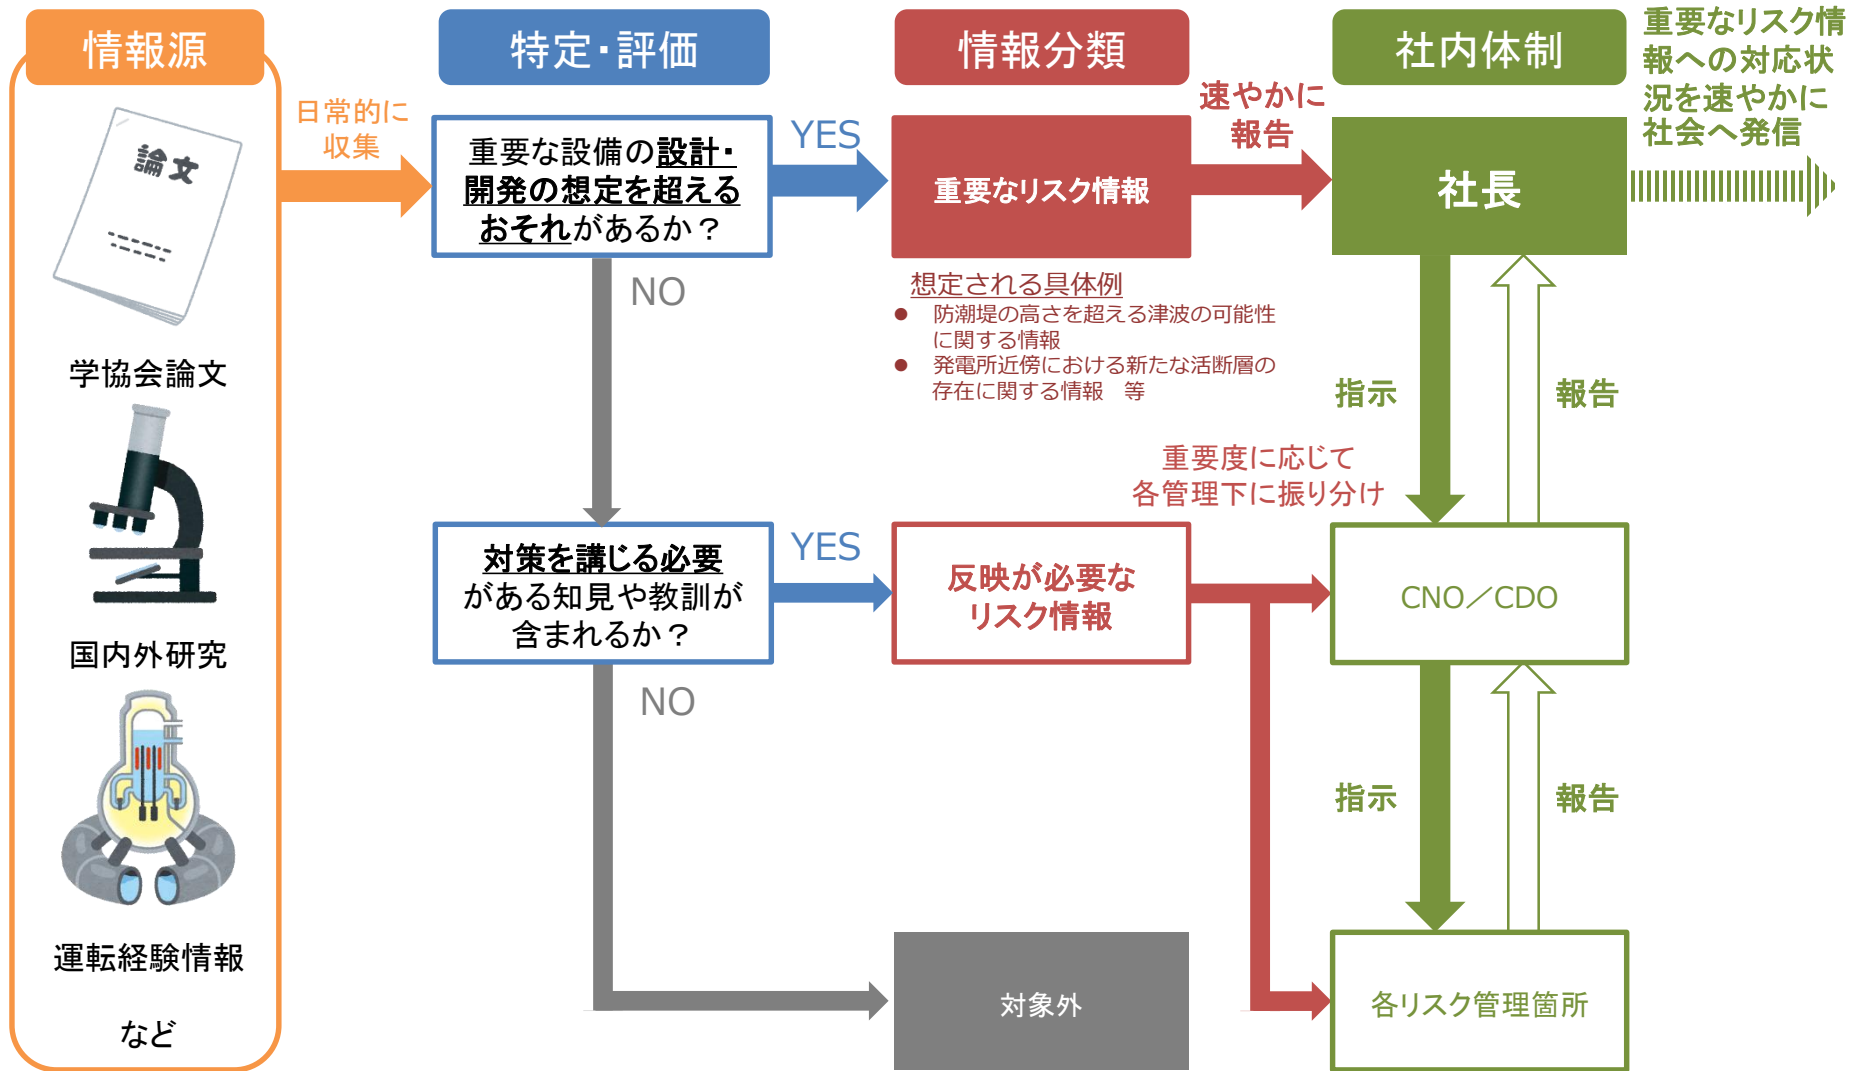 情報源
論文
学協会論文
国内外研究
運転経験情報
など
日常的に
収集
特定・評価
重要な設備の設計・
開発の想定を超える
おそれがあるか？
YES
NO
対策を講じる必要
がある知見や教訓が
含まれるか？
YES
NO
情報分類
重要なリスク情報
想定される具体例
● 防潮堤の高さを超える津波の可能性
に関する情報
● 発電所近傍における新たな活断層の
存在に関する情報　等
反映が必要な
リスク情報
対象外
速やかに
報告
重要度に応じて
各管理下に振り分け
社内体制
社長
指示
報告
CNO／CDO
指示
報告
各リスク管理箇所
重要なリスク情
報への対応状
況を速やかに
社会へ発信